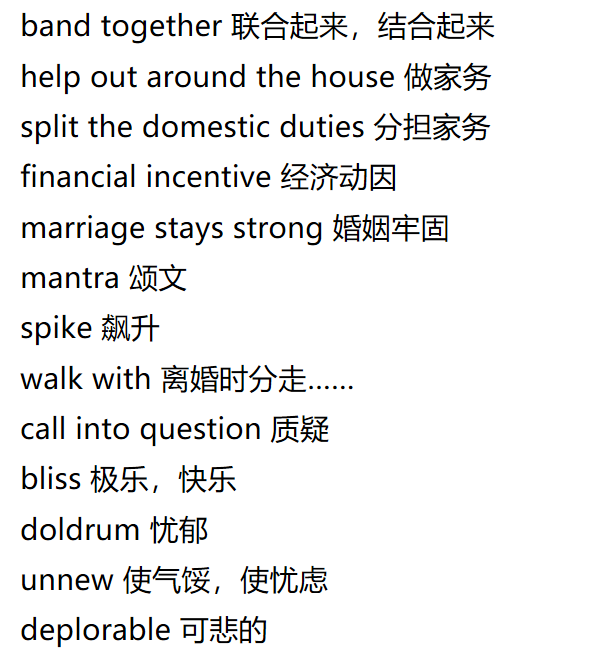 band together 联合起来，结合起来
help out around the house 做家务
split the domestic duties 分担家务
financial incentive 经济动因
marriage stays strong 婚姻牢固
mantra 颂文
spike 飙升
walk with 离婚时分走……
call into question 质疑
bliss 极乐，快乐
doldrum 忧郁
unnew 使气馁，使忧虑
deplorable 可悲的